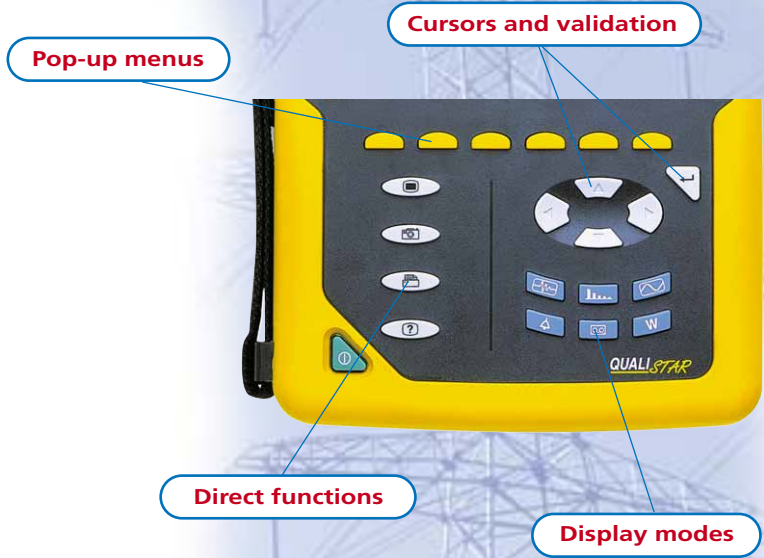 Cursors and validation
Pop-up menus
?
W
QUALISTAR
Direct functions
Display modes